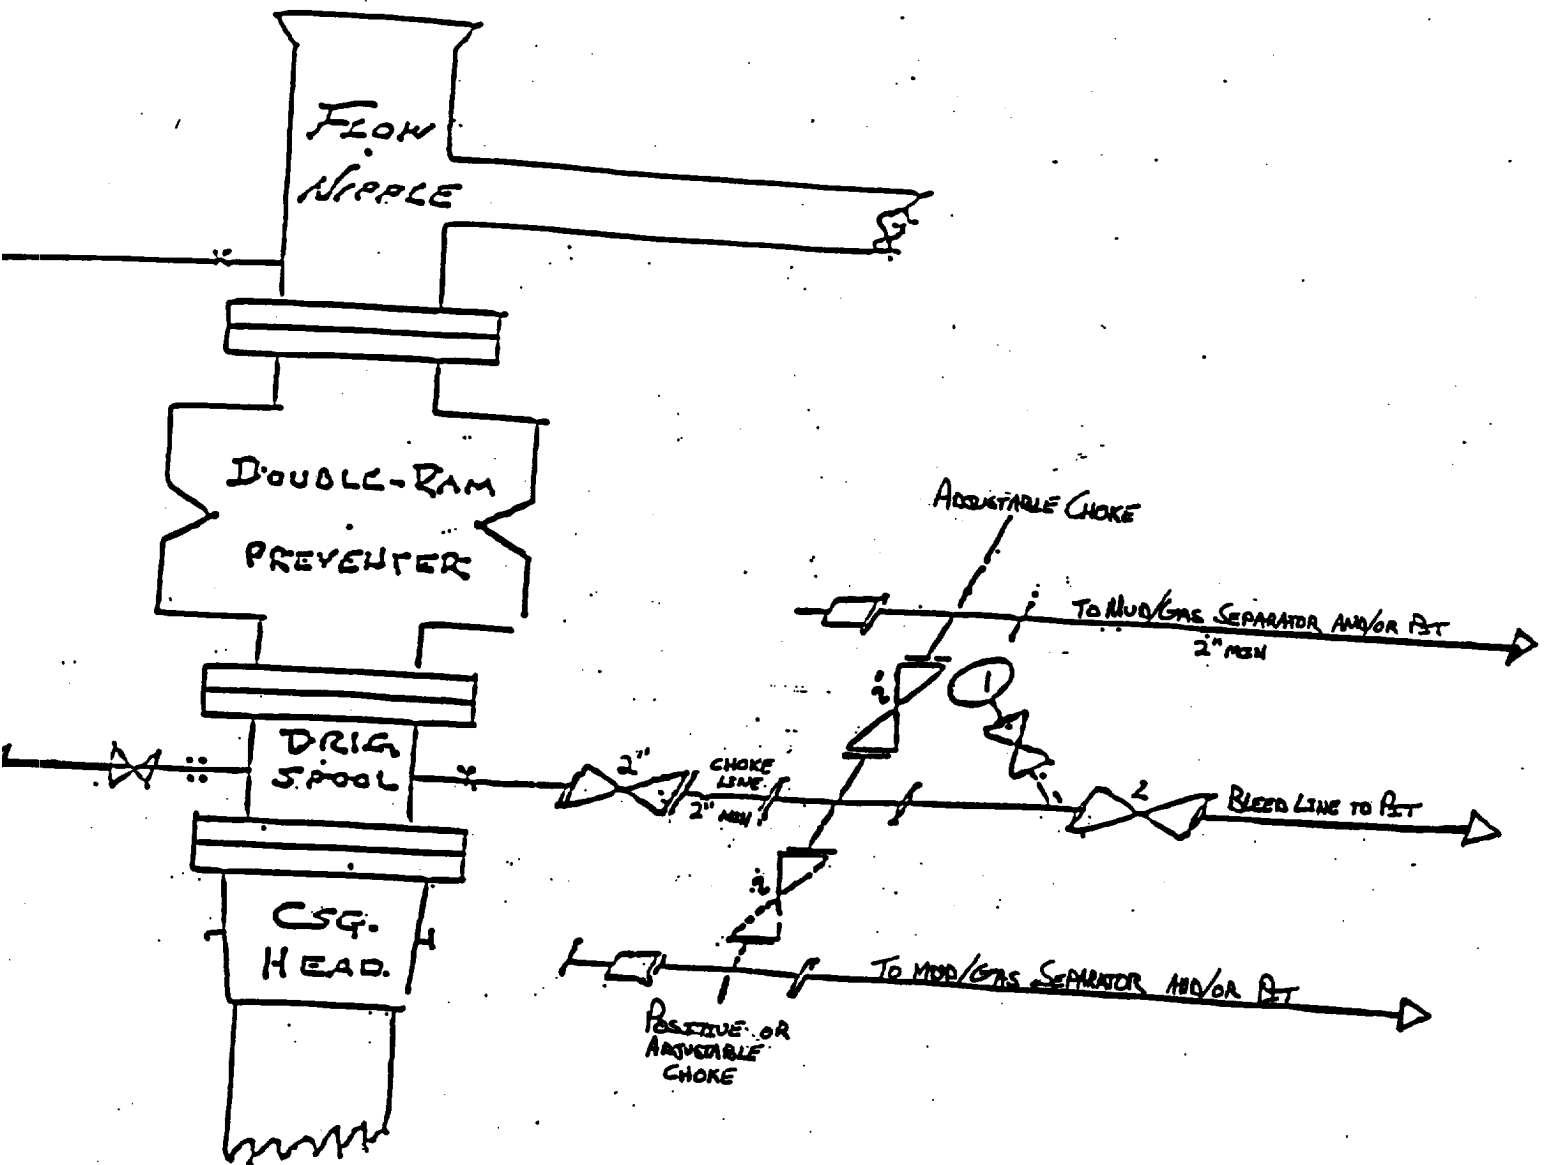 FLOW
NIPPLE
DOUBLE-RAM
PREVENTER
ADJUSTABLE CHOKE
TO MUD/GAS SEPARATOR AND/OR PIT
2" MIN
2"
1
DRLG
SPOOL
2"
CHOKE
LINE
2" MIN
2
BLEED LINE TO PIT
2"
CSG.
HEAD
TO MUD/GAS SEPARATOR AND/OR PIT
POSITIVE OR
ADJUSTABLE
CHOKE